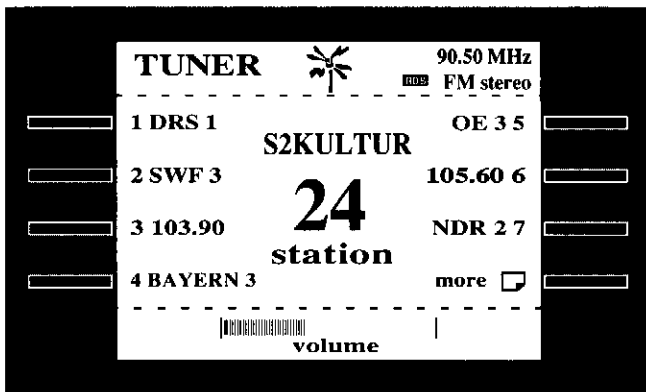 TUNER
90.50 MHz
RDS FM stereo
1 DRS 1
OE 3 5
S2KULTUR
2 SWF 3
105.60 6
24
3 103.90
NDR 2 7
station
4 BAYERN 3
more
volume